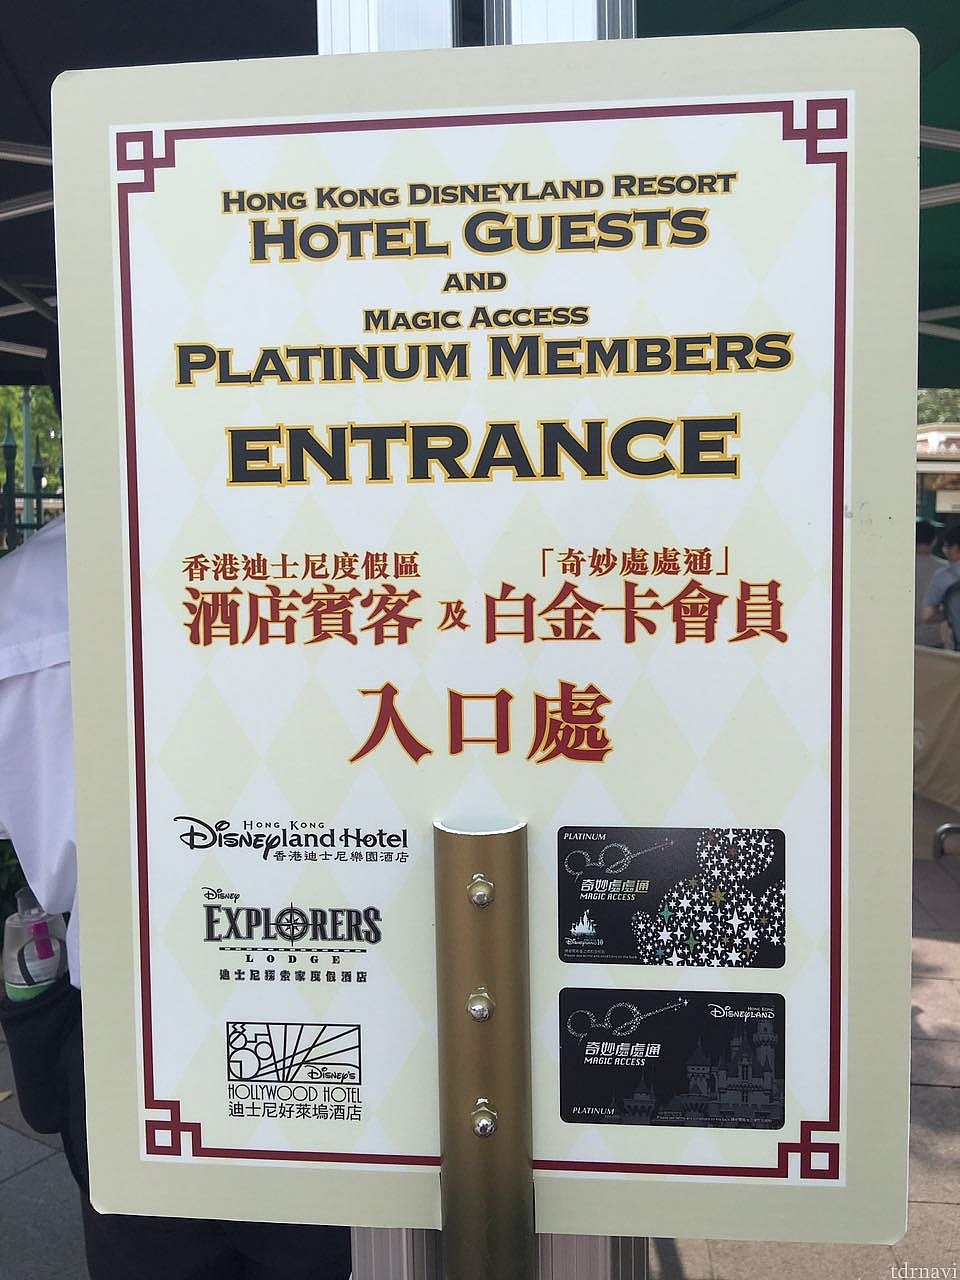 HONG KONG DISNEYLAND RESORT
HOTEL GUESTS
AND
MAGIC ACCESS
PLATINUM MEMBERS
ENTRANCE
香港迪士尼度假區 「奇妙處處通」
酒店賓客 及 白金卡會員
入口處
HONG KONG
Disneyland Hotel
香港迪士尼樂園酒店
Disney
EXPLORERS
LODGE
迪士尼探索家度假酒店
Disney's
HOLLYWOOD HOTEL
迪士尼好萊塢酒店
PLATINUM
奇妙處處通
MAGIC ACCESS
Disneyland 10
HONG KONG
Disneyland
奇妙處處通
MAGIC ACCESS
PLATINUM
tdrnavi